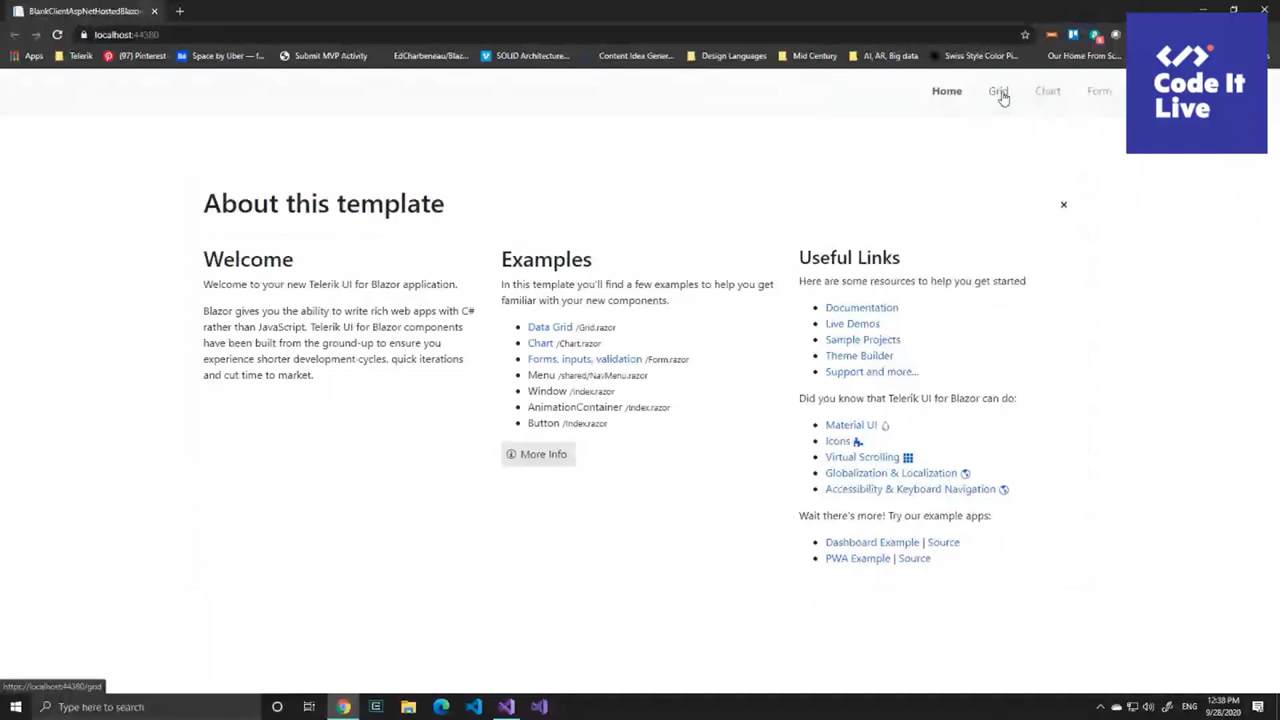 BlankClientAspNetHostedBlazo
localhost:44380
Apps Telerik (97) Pinterest Space by Uber — f... Submit MVP Activity EdCharbeneau/Blaz... SOLID Architecture... Content Idea Gener... Design Languages Mid Century AI, AR, Big data Swiss Style Color Pi... Our Home From Sc...
Code It
Live
Home Grid Chart Form
About this template
Welcome
Welcome to your new Telerik UI for Blazor application.
Blazor gives you the ability to write rich web apps with C#
rather than JavaScript. Telerik UI for Blazor components
have been built from the ground-up to ensure you
experience shorter development-cycles, quick iterations
and cut time to market.
Examples
In this template you'll find a few examples to help you get
familiar with your new components.
Data Grid /Grid.razor
Chart /Chart.razor
Forms, inputs, validation /Form.razor
Menu /shared/NavMenu.razor
Window /Index.razor
AnimationContainer /Index.razor
Button /Index.razor
More Info
Useful Links
Here are some resources to help you get started
Documentation
Live Demos
Sample Projects
Theme Builder
Support and more...
Did you know that Telerik UI for Blazor can do:
Material UI
Icons
Virtual Scrolling
Globalization & Localization
Accessibility & Keyboard Navigation
Wait there's more! Try our example apps:
Dashboard Example | Source
PWA Example | Source
https://localhost:44380/grid
Type here to search
ENG
12:38 PM
9/28/2020